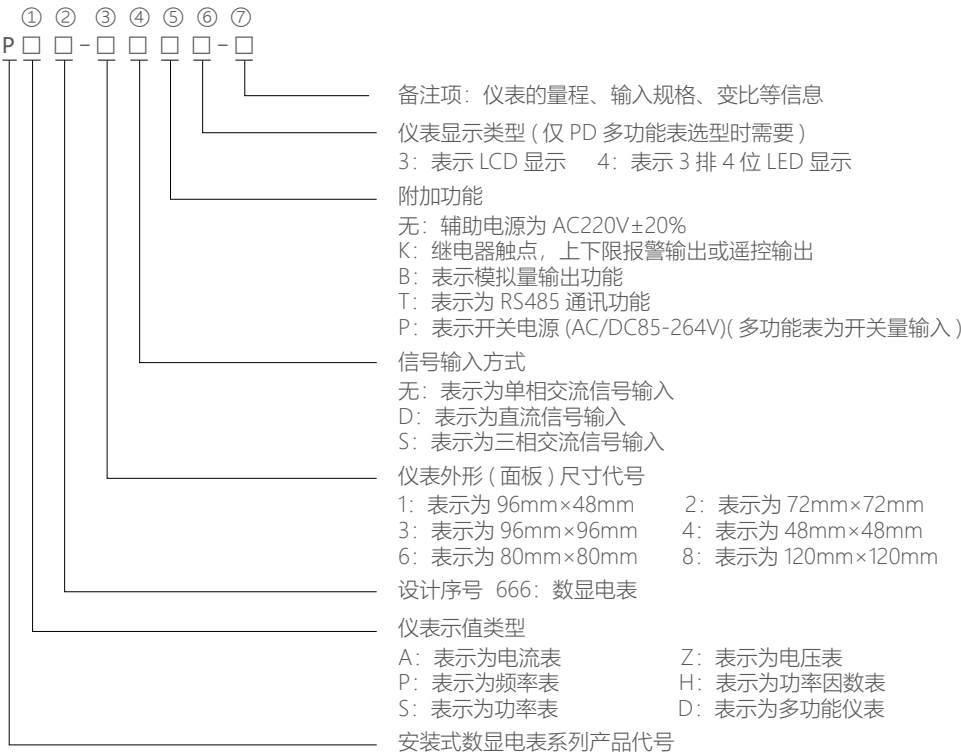 ① ② ③ ④ ⑤ ⑥ ⑦
P□ □-□ □ □ □-□
备注项：仪表的量程、输入规格、变比等信息
仪表显示类型 ( 仅 PD 多功能表选型时需要 )
3：表示 LCD 显示 4：表示 3 排 4 位 LED 显示
附加功能
无：辅助电源为 AC220V±20%
K：继电器触点，上下限报警输出或遥控输出
B：表示模拟量输出功能
T：表示为 RS485 通讯功能
P：表示开关电源 (AC/DC85-264V)( 多功能表为开关量输入 )
信号输入方式
无：表示为单相交流信号输入
D：表示为直流信号输入
S：表示为三相交流信号输入
仪表外形 ( 面板 ) 尺寸代号
1：表示为 96mm×48mm 2：表示为 72mm×72mm
3：表示为 96mm×96mm 4：表示为 48mm×48mm
6：表示为 80mm×80mm 8：表示为 120mm×120mm
设计序号 666：数显电表
仪表示值类型
A：表示为电流表 Z：表示为电压表
P：表示为频率表 H：表示为功率因数表
S：表示为功率表 D：表示为多功能仪表
安装式数显电表系列产品代号